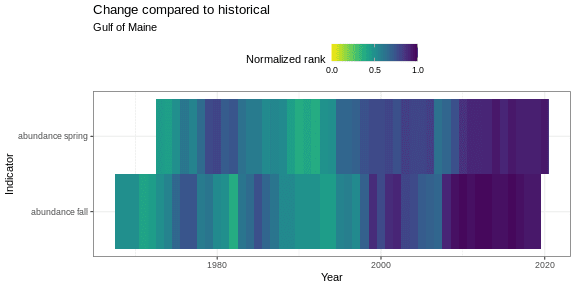 Change compared to historical
Gulf of Maine
Normalized rank
0.0 0.5 1.0
Indicator
abundance spring
abundance fall
1980 2000 2020
Year